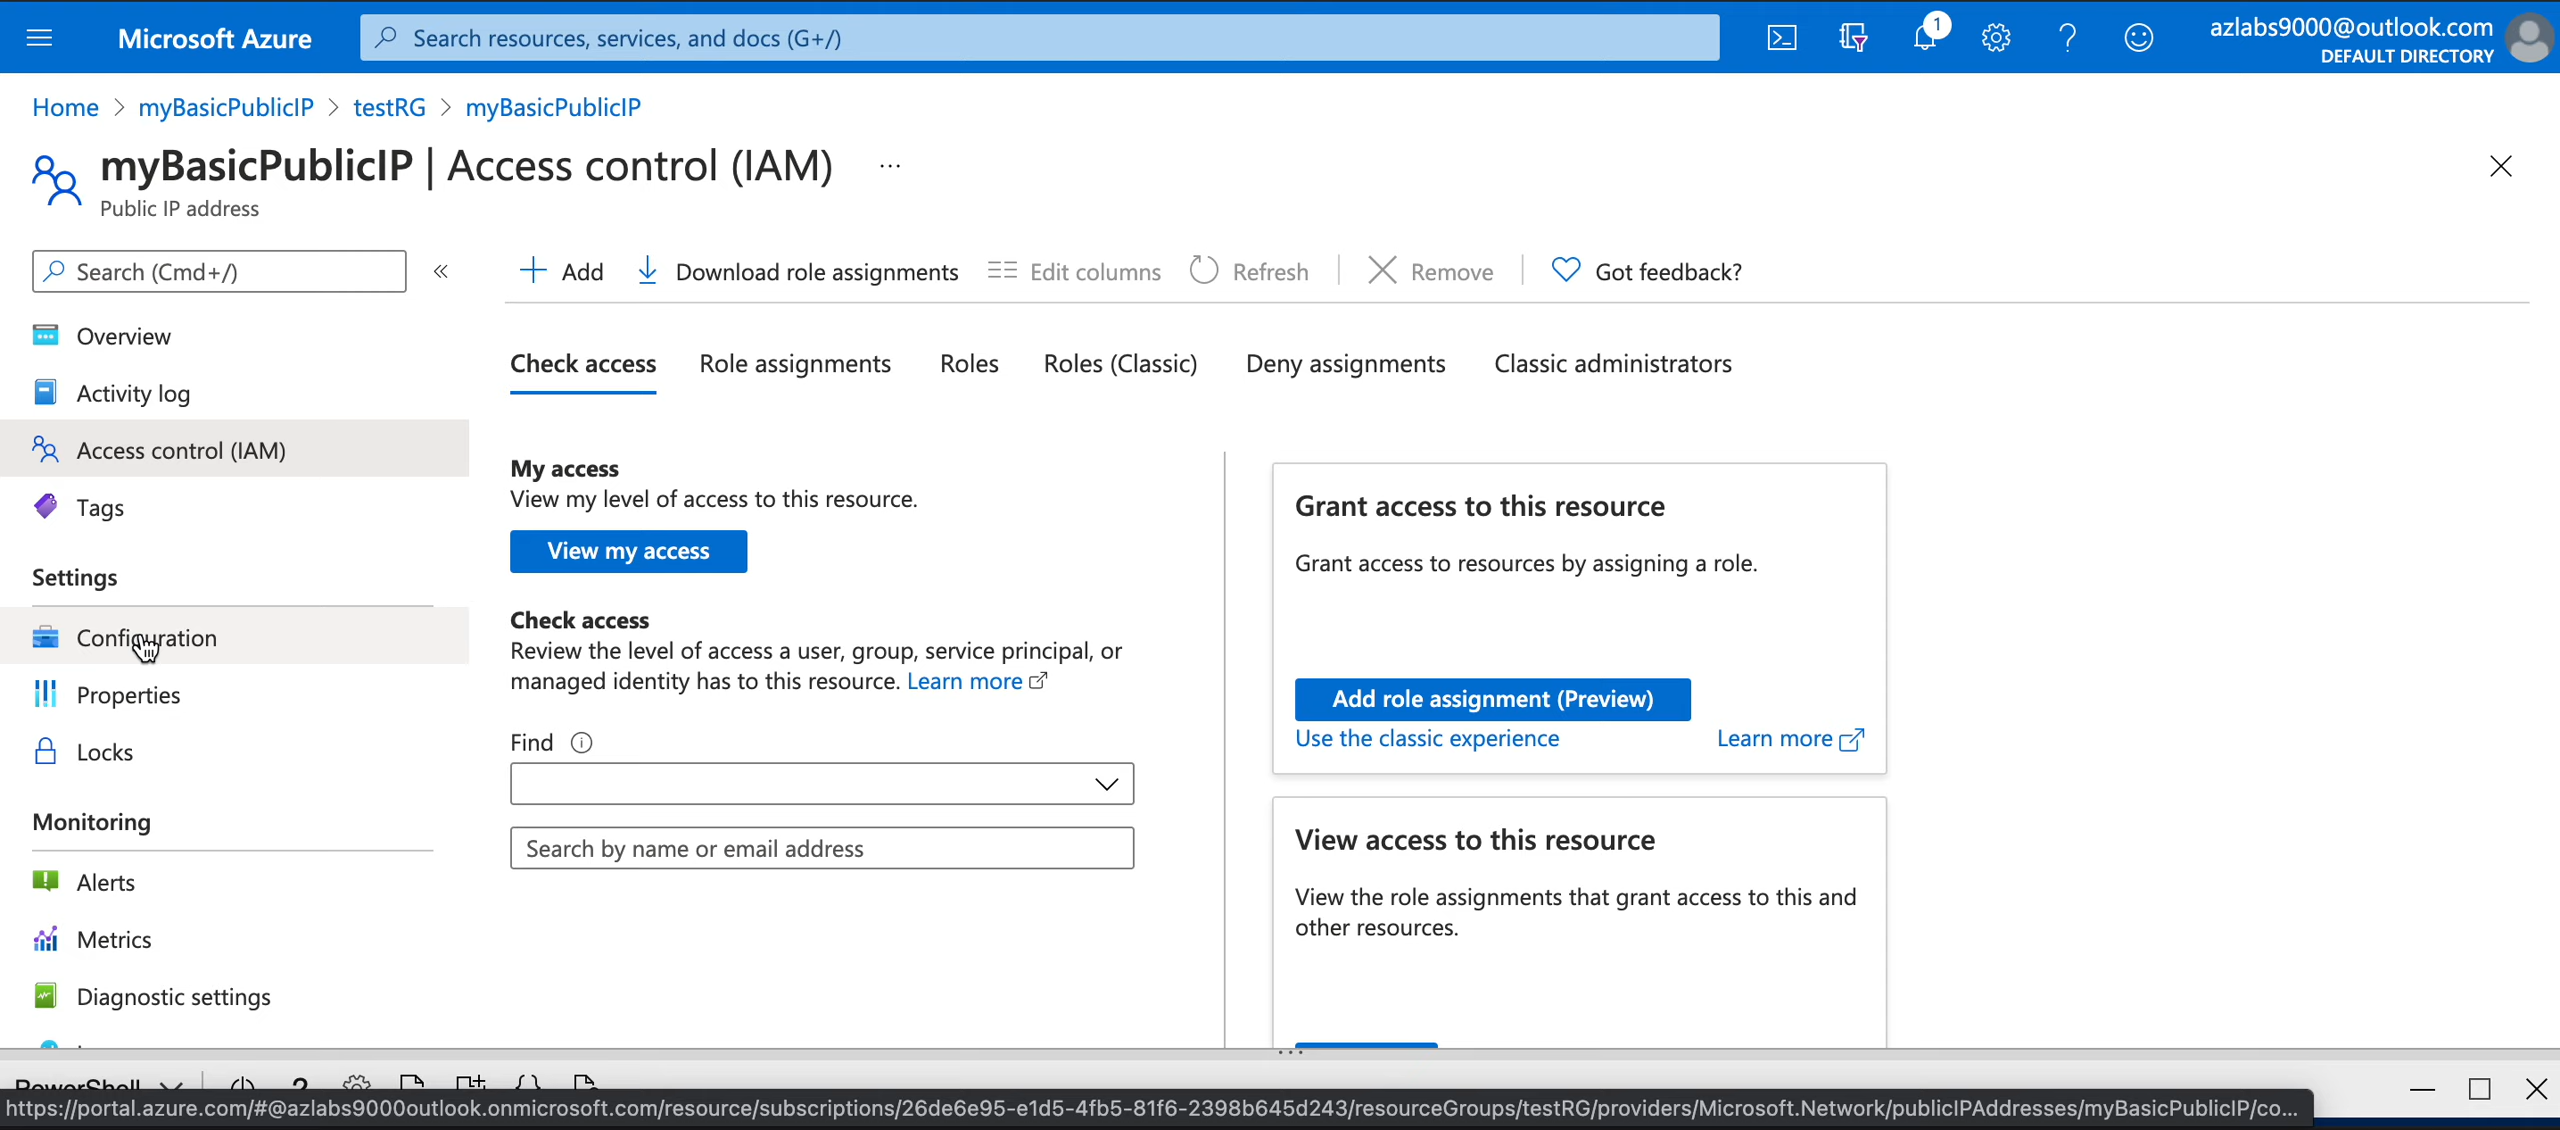 Microsoft Azure
Search resources, services, and docs (G+/)
1
azlabs9000@outlook.com
DEFAULT DIRECTORY
Home > myBasicPublicIP > testRG > myBasicPublicIP
myBasicPublicIP | Access control (IAM) ...
Public IP address
Search (Cmd+/)
«
Add
Download role assignments
Edit columns
Refresh
Remove
Got feedback?
Overview
Activity log
Access control (IAM)
Tags
Settings
Configuration
Properties
Locks
Monitoring
Alerts
Metrics
Diagnostic settings
Check access
Role assignments
Roles
Roles (Classic)
Deny assignments
Classic administrators
My access
View my level of access to this resource.
View my access
Check access
Review the level of access a user, group, service principal, or
managed identity has to this resource. Learn more
Find
Search by name or email address
Grant access to this resource
Grant access to resources by assigning a role.
Add role assignment (Preview)
Use the classic experience
Learn more
View access to this resource
View the role assignments that grant access to this and
other resources.
PowerShell
https://portal.azure.com/#@azlabs9000outlook.onmicrosoft.com/resource/subscriptions/26de6e95-e1d5-4fb5-81f6-2398b645d243/resourceGroups/testRG/providers/Microsoft.Network/publicIPAddresses/myBasicPublicIP/co...